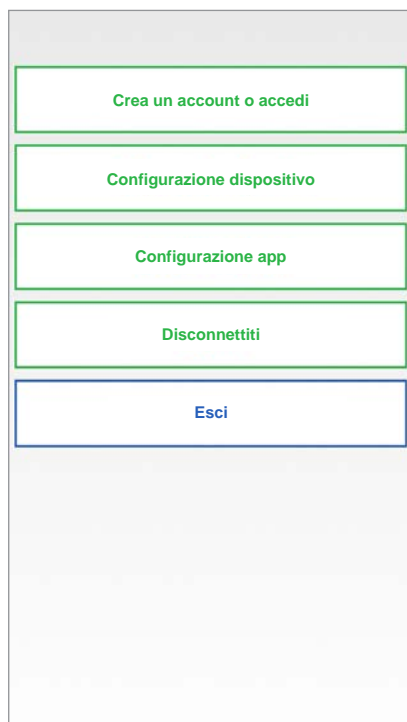 Crea un account o accedi
Configurazione dispositivo
Configurazione app
Disconnettiti
Esci